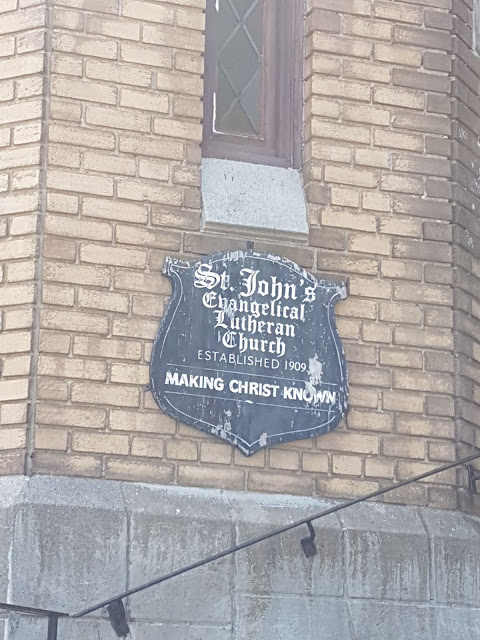 St. John's
Evangelical
Lutheran
Church
ESTABLISHED 1909
MAKING CHRIST KNOWN